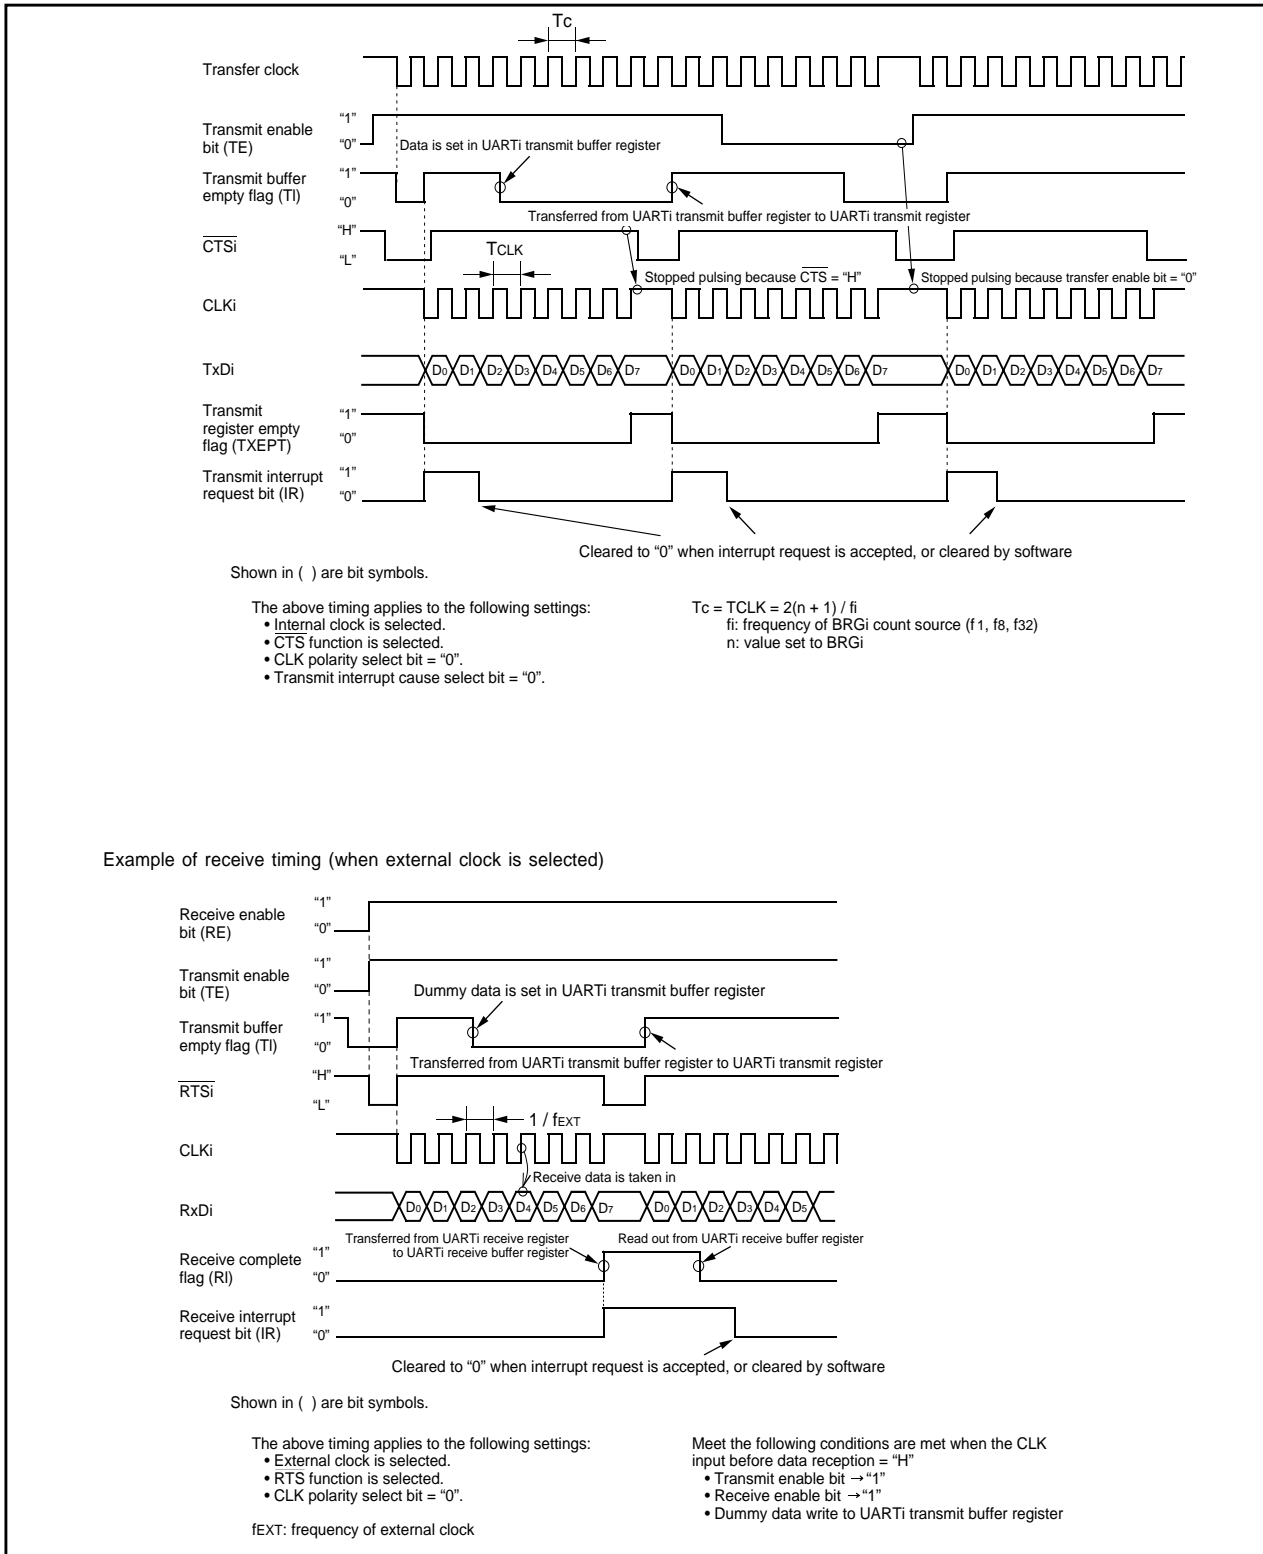 Tc
Transfer clock
Transmit enable
bit (TE)
“1”
“0”
Data is set in UARTi transmit buffer register
Transmit buffer
empty flag (Tl)
“1”
“0”
Transferred from UARTi transmit buffer register to UARTi transmit register
CTSi
“H”
“L”
TCLK
Stopped pulsing because CTS = “H”
Stopped pulsing because transfer enable bit = “0”
CLKi
TxDi
D0 D1 D2 D3 D4 D5 D6 D7 D0 D1 D2 D3 D4 D5 D6 D7 D0 D1 D2 D3 D4 D5 D6 D7
Transmit
register empty
flag (TXEPT)
“1”
“0”
Transmit interrupt
request bit (IR)
“1”
“0”
Cleared to “0” when interrupt request is accepted, or cleared by software
Shown in ( ) are bit symbols.
The above timing applies to the following settings:
• Internal clock is selected.
• CTS function is selected.
• CLK polarity select bit = “0”.
• Transmit interrupt cause select bit = “0”.
Tc = TCLK = 2(n + 1) / fi
fi: frequency of BRGi count source (f1, f8, f32)
n: value set to BRGi
Example of receive timing (when external clock is selected)
Receive enable
bit (RE)
“1”
“0”
Transmit enable
bit (TE)
“1”
“0”
Dummy data is set in UARTi transmit buffer register
Transmit buffer
empty flag (Tl)
“1”
“0”
Transferred from UARTi transmit buffer register to UARTi transmit register
RTSi
“H”
“L”
1 / fEXT
CLKi
Receive data is taken in
RxDi
D0 D1 D2 D3 D4 D5 D6 D7 D0 D1 D2 D3 D4 D5
Transferred from UARTi receive register
to UARTi receive buffer register
Read out from UARTi receive buffer register
Receive complete
flag (Rl)
“1”
“0”
Receive interrupt
request bit (IR)
“1”
“0”
Cleared to “0” when interrupt request is accepted, or cleared by software
Shown in ( ) are bit symbols.
The above timing applies to the following settings:
• External clock is selected.
• RTS function is selected.
• CLK polarity select bit = “0”.
fEXT: frequency of external clock
Meet the following conditions are met when the CLK
input before data reception = “H”
• Transmit enable bit → “1”
• Receive enable bit → “1”
• Dummy data write to UARTi transmit buffer register